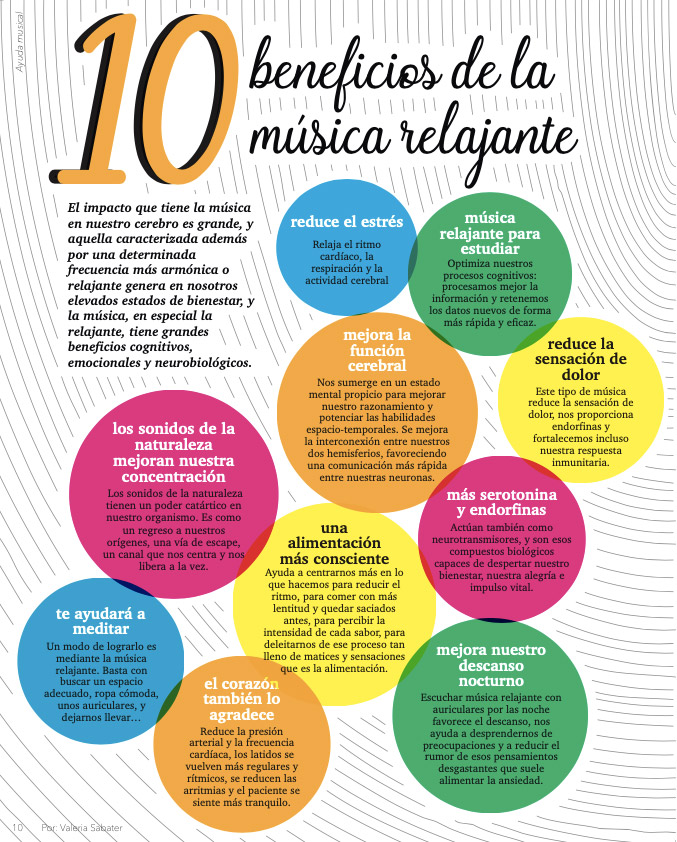 Ayuda musical
10
beneficios de la
música relajante
El impacto que tiene la música
en nuestro cerebro es grande, y
aquella caracterizada además
por una determinada
frecuencia más armónica o
relajante genera en nosotros
elevados estados de bienestar, y
la música, en especial la
relajante, tiene grandes
beneficios cognitivos,
emocionales y neurobiológicos.
reduce el estrés
Relaja el ritmo
cardíaco, la
respiración y la
actividad cerebral
música
relajante para
estudiar
Optimiza nuestros
procesos cognitivos:
procesamos mejor la
información y retenemos
los datos nuevos de forma
más rápida y eficaz.
mejora la
función
cerebral
Nos sumerge en un estado
mental propicio para mejorar
nuestro razonamiento y
potenciar las habilidades
espacio-temporales. Se mejora
la interconexión entre nuestros
dos hemisferios, favoreciendo
una comunicación más rápida
entre nuestras neuronas.
reduce la
sensación de
dolor
Este tipo de música
reduce la sensación de
dolor, nos proporciona
endorfinas y
fortalecemos incluso
nuestra respuesta
inmunitaria.
los sonidos de la
naturaleza
mejoran nuestra
concentración
Los sonidos de la naturaleza
tienen un poder catártico en
nuestro organismo. Es como
un regreso a nuestros
orígenes, una vía de escape,
un canal que nos centra y nos
libera a la vez.
más serotonina
y endorfinas
Actúan también como
neurotransmisores, y son esos
compuestos biológicos
capaces de despertar nuestro
bienestar, nuestra alegría e
impulso vital.
una
alimentación
más consciente
Ayuda a centrarnos más en lo
que hacemos para reducir el
ritmo, para comer con más
lentitud y quedar saciados
antes, para percibir la
intensidad de cada sabor, para
deleitarnos de ese proceso tan
lleno de matices y sensaciones
que es la alimentación.
te ayudará a
meditar
Un modo de lograrlo es
mediante la música
relajante. Basta con
buscar un espacio
adecuado, ropa cómoda,
unos auriculares, y
dejarnos llevar…
mejora nuestro
descanso
nocturno
Escuchar música relajante con
auriculares por las noche
favorece el descanso, nos
ayuda a desprendernos de
preocupaciones y a reducir el
rumor de esos pensamientos
desgastantes que suele
alimentar la ansiedad.
el corazón
también lo
agradece
Reduce la presión
arterial y la frecuencia
cardíaca, los latidos se
vuelven más regulares y
rítmicos, se reducen las
arritmias y el paciente se
siente más tranquilo.
10 Por: Valeria Sabater